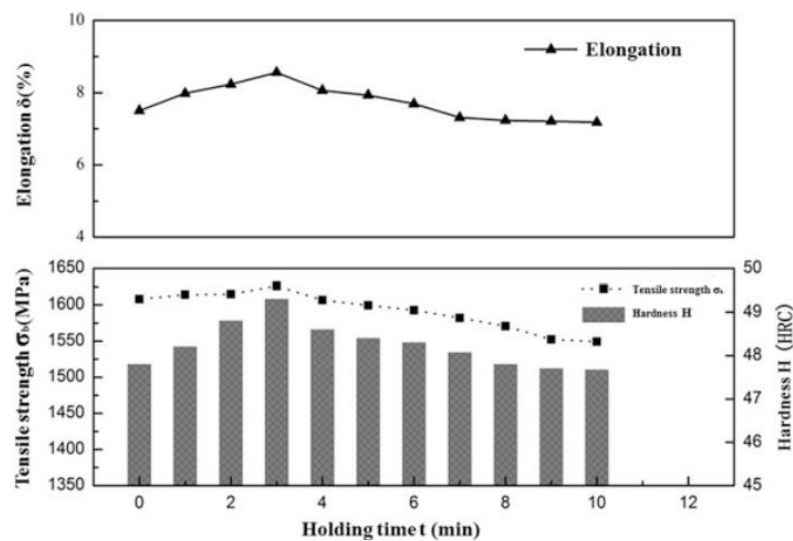 10
8
6
4
Elongation δ(%)
Elongation
1650
1600
1550
1500
1450
1400
1350
Tensile strength σb(MPa)
Tensile strength σb
Hardness H
50
49
48
47
46
45
Hardness H (HRC)
0 2 4 6 8 10 12
Holding time t (min)